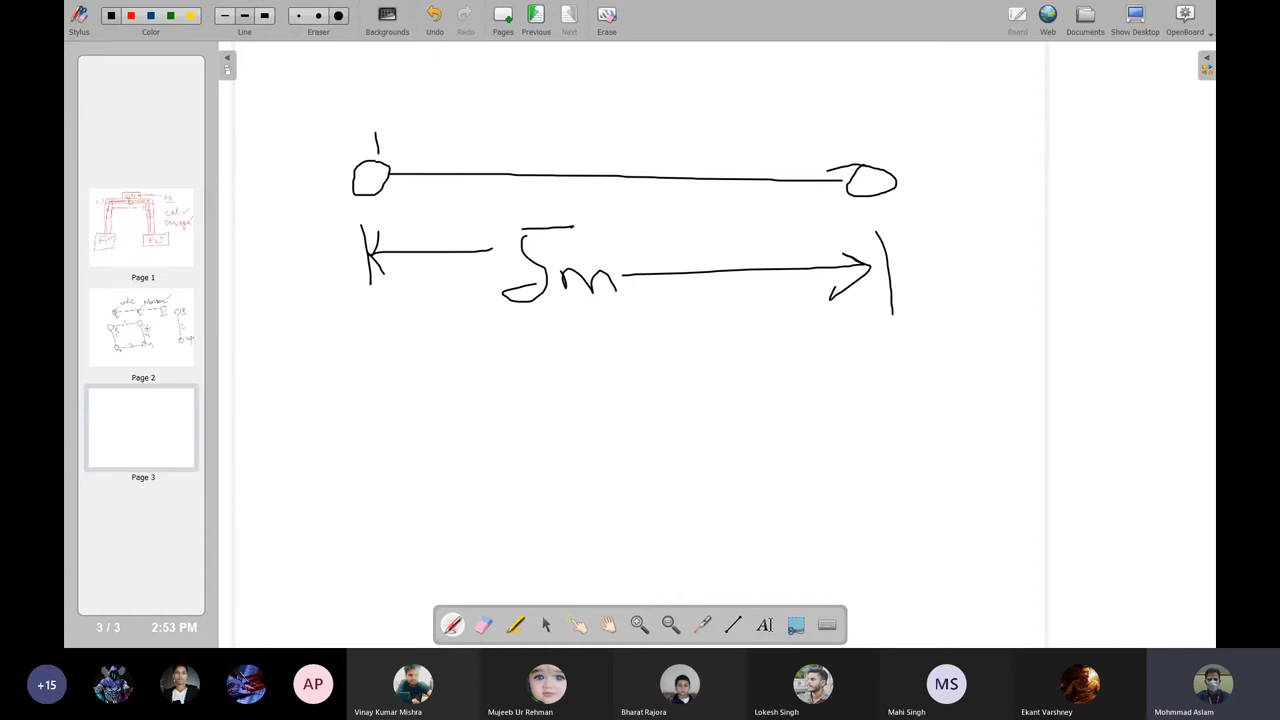 Stylus
Color
Line
Eraser
Backgrounds
Undo
Redo
Pages
Previous
Next
Erase
Board
Web
Documents
Show Desktop
OpenBoard
1
5m
Page 1
Page 2
Page 3
3 / 3
2:53 PM
+15
AP
MS
Vinay Kumar Mishra
Mujeeb Ur Rehman
Bharat Rajora
Lokesh Singh
Mahi Singh
Ekant Varshney
Mohmmad Aslam